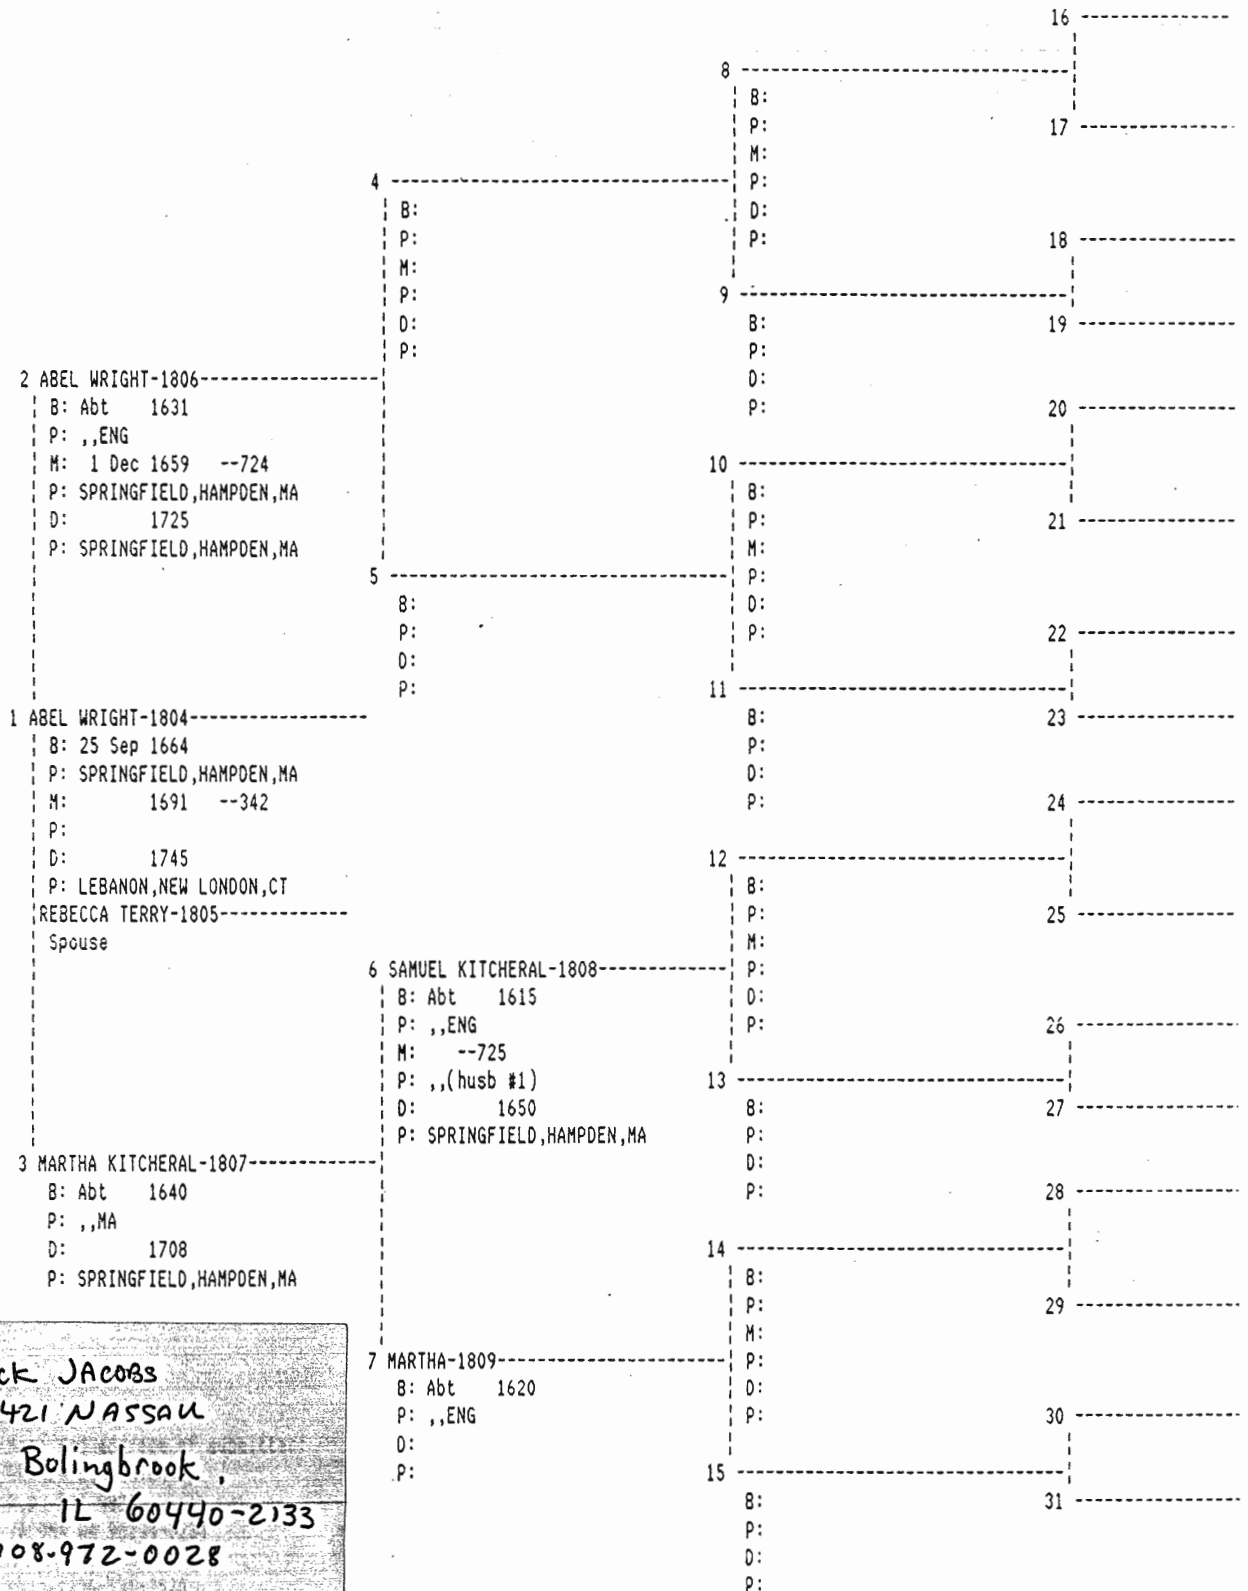 16
8
B:
P:
17
M:
4
P:
B:
D:
P:
P:
18
M:
P:
9
D:
B:
19
P:
P:
2 ABEL WRIGHT-1806
D:
B: Abt 1631
P:
20
P: ,,ENG
M: 1 Dec 1659 --724
10
P: SPRINGFIELD,HAMPDEN,MA
B:
D: 1725
P:
21
P: SPRINGFIELD,HAMPDEN,MA
M:
5
P:
B:
D:
P:
P:
22
D:
P:
11
1 ABEL WRIGHT-1804
B:
23
B: 25 Sep 1664
P:
P: SPRINGFIELD,HAMPDEN,MA
D:
M: 1691 --342
P:
24
P:
D: 1745
12
P: LEBANON,NEW LONDON,CT
B:
REBECCA TERRY-1805
P:
25
Spouse
M:
6 SAMUEL KITCHERAL-1808
P:
B: Abt 1615
D:
P: ,,ENG
P:
26
M: --725
P: ,,(husb #1)
13
D: 1650
B:
27
P: SPRINGFIELD,HAMPDEN,MA
P:
3 MARTHA KITCHERAL-1807
D:
B: Abt 1640
P:
28
P: ,,MA
D: 1708
14
P: SPRINGFIELD,HAMPDEN,MA
B:
P:
29
M:
7 MARTHA-1809
P:
B: Abt 1620
D:
P: ,,ENG
P:
30
D:
P:
15
B:
31
P:
D:
P:
ck JACOBS
421 NASSAU
Bolingbrook,
IL 60440-2133
08-972-0028